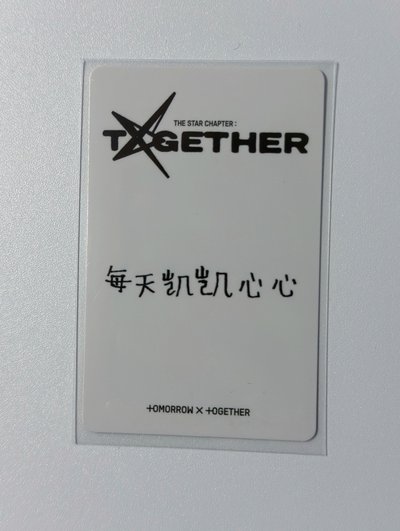 THE STAR CHAPTER :
TOGETHER
每天凯凯心心
TOMORROW X TOGETHER